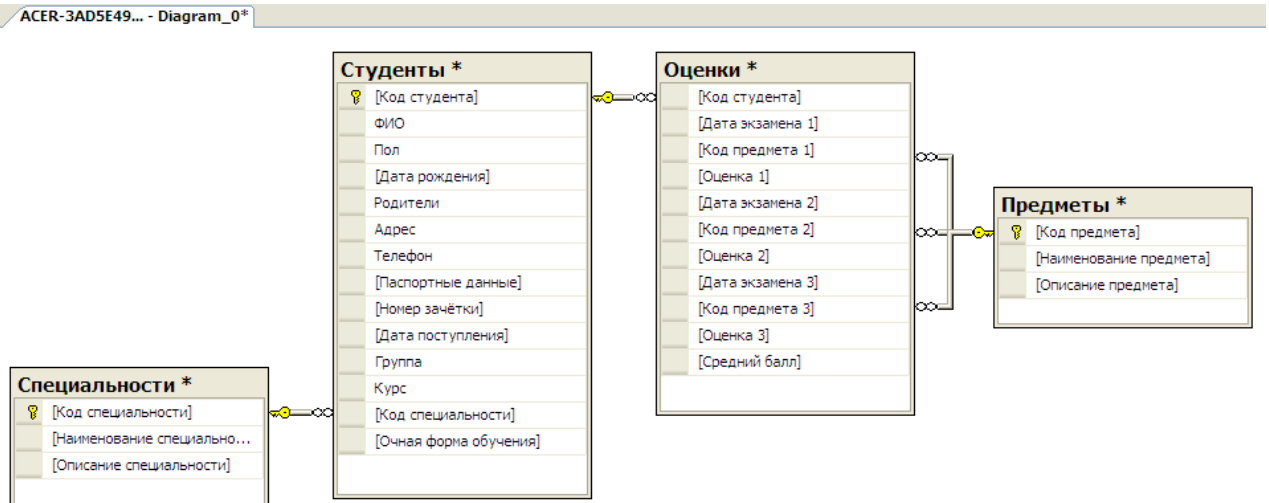 ACER-3AD5E49... - Diagram_0*
Студенты *
[Код студента]
ФИО
Пол
[Дата рождения]
Родители
Адрес
Телефон
[Паспортные данные]
[Номер зачётки]
[Дата поступления]
Группа
Курс
[Код специальности]
[Очная форма обучения]
Оценки *
[Код студента]
[Дата экзамена 1]
[Код предмета 1]
[Оценка 1]
[Дата экзамена 2]
[Код предмета 2]
[Оценка 2]
[Дата экзамена 3]
[Код предмета 3]
[Оценка 3]
[Средний балл]
Предметы *
[Код предмета]
[Наименование предмета]
[Описание предмета]
Специальности *
[Код специальности]
[Наименование специально...
[Описание специальности]